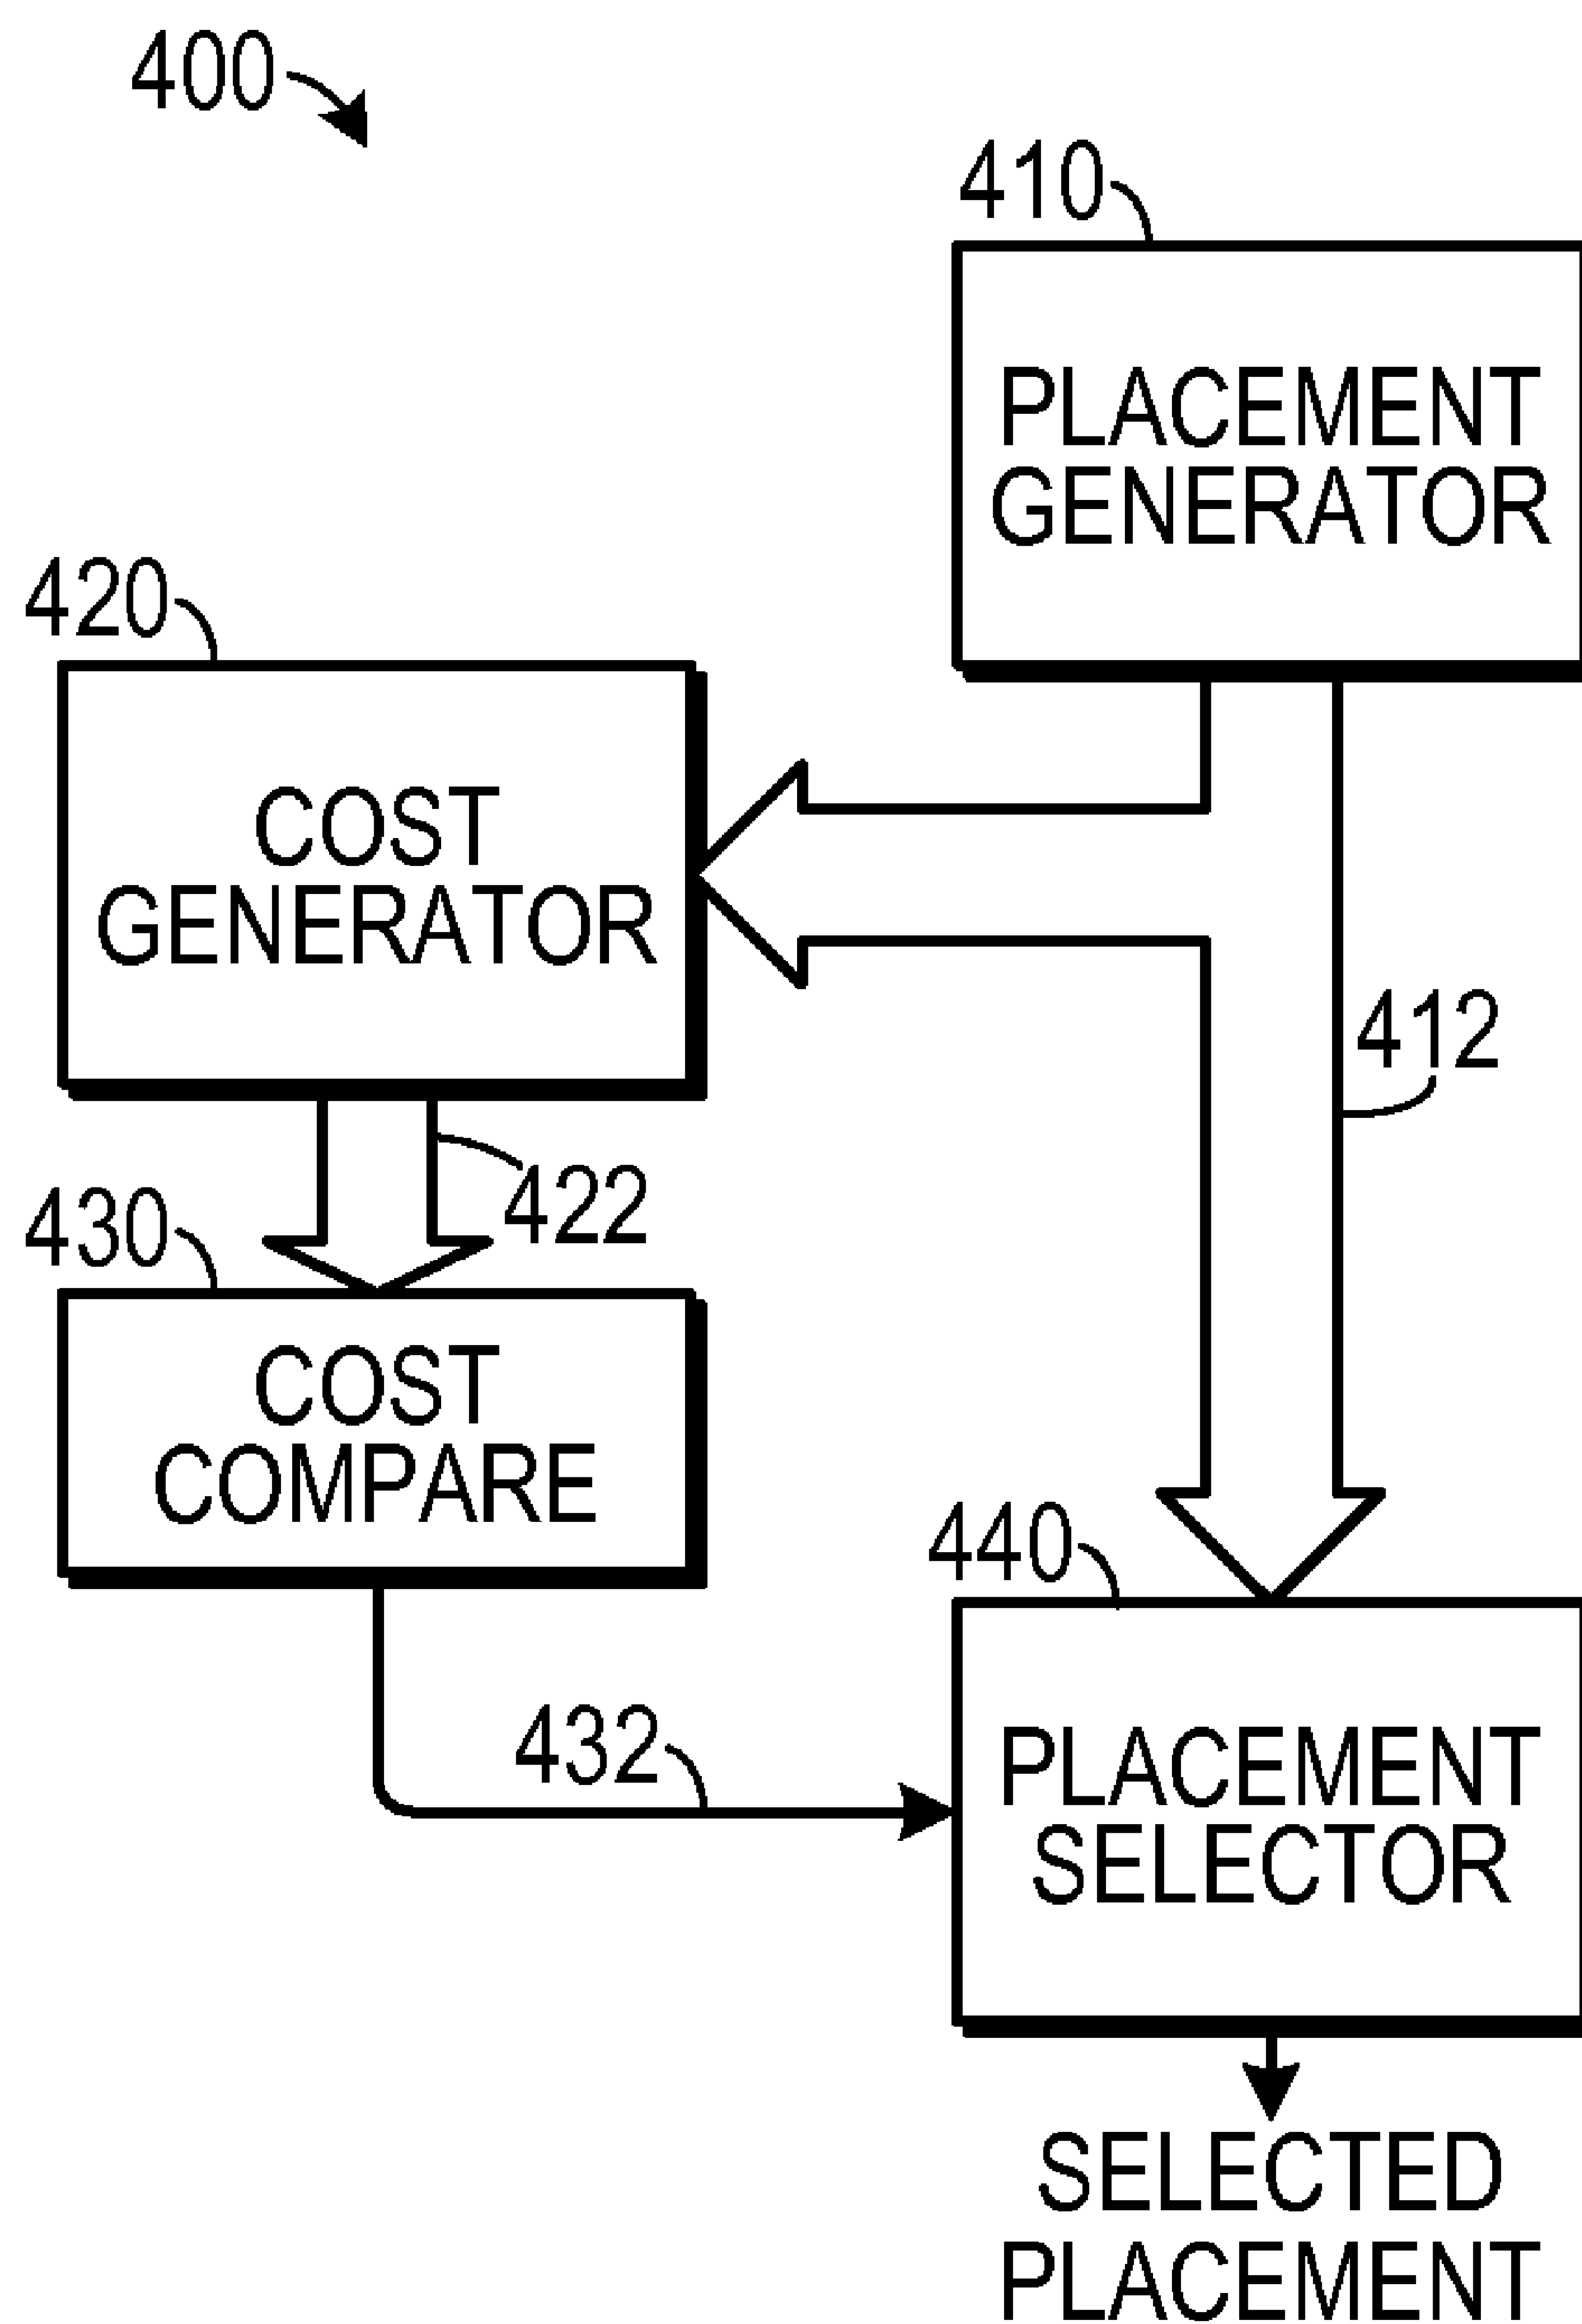 400
410
PLACEMENT
GENERATOR
420
COST
GENERATOR
412
422
430
COST
COMPARE
440
432
PLACEMENT
SELECTOR
SELECTED
PLACEMENT